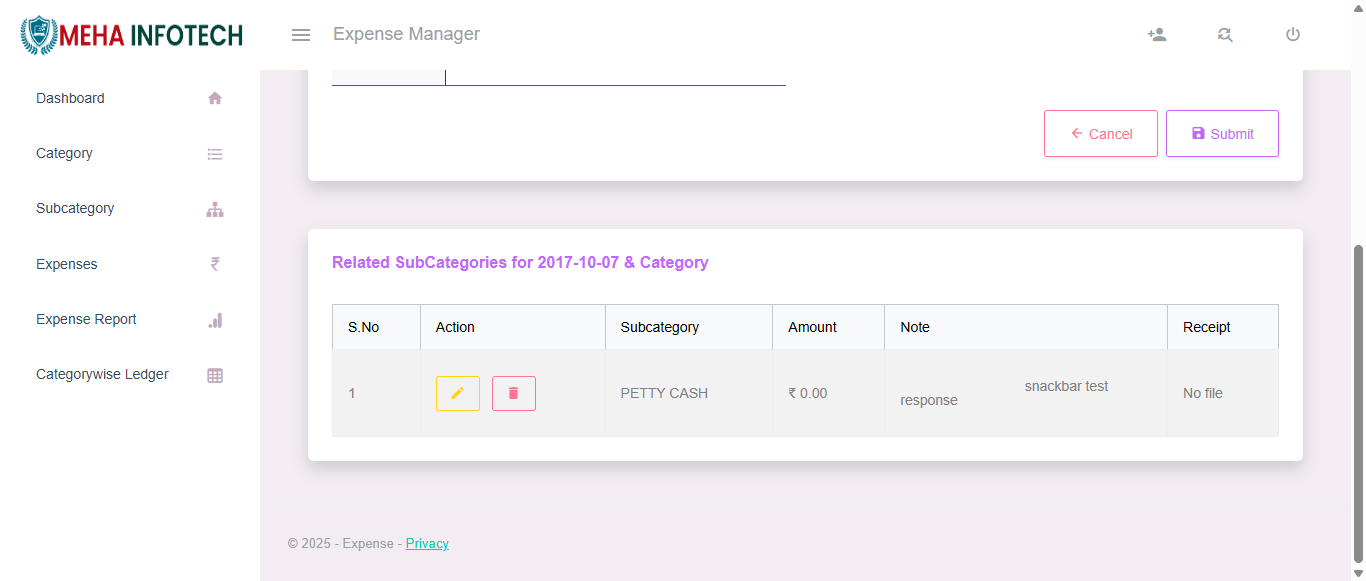 MEHA INFOTECH
Expense Manager
Dashboard
Category
Subcategory
Expenses
Expense Report
Categorywise Ledger
Cancel
Submit
Related SubCategories for 2017-10-07 & Category
S.No Action Subcategory Amount Note Receipt
1 PETTY CASH ₹ 0.00 snackbar test response No file
© 2025 - Expense - Privacy